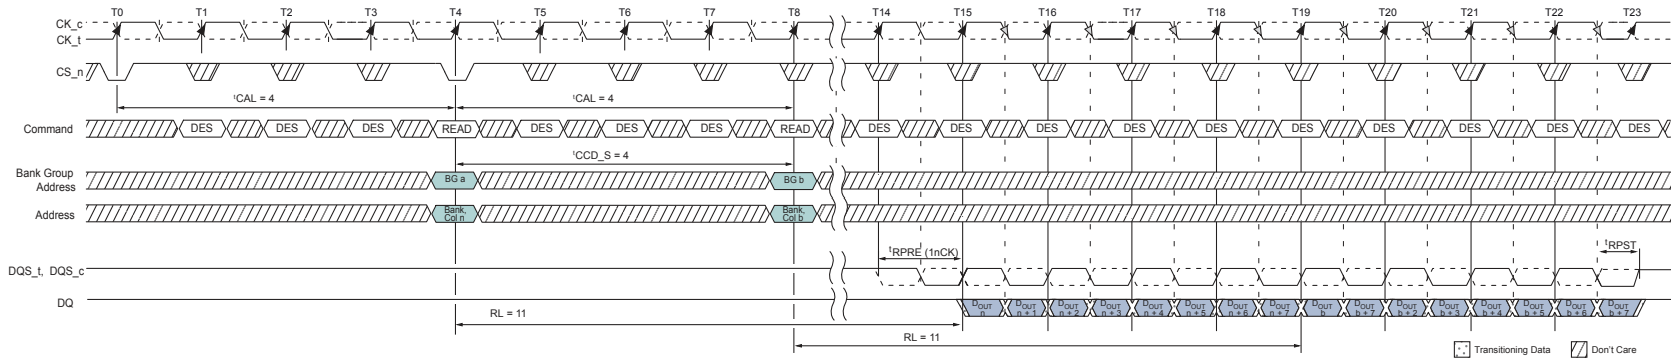 T0 T1 T2 T3 T4 T5 T6 T7 T8 T14 T15 T16 T17 T18 T19 T20 T21 T22 T23
CK_c
CK_t
CS_n
tCAL = 4 tCAL = 4
Command DES DES DES READ DES DES DES READ DES DES DES DES DES DES DES DES DES DES
tCCD_S = 4
Bank Group
Address BG a BG b
Address Bank, Col n Bank, Col b
tRPRE (1nCK) tRPST
DQS_t, DQS_c
DQ DOUT n DOUT n + 1 DOUT n + 2 DOUT n + 3 DOUT n + 4 DOUT n + 5 DOUT n + 6 DOUT n + 7 DOUT b DOUT b + 7 DOUT b + 2 DOUT b + 3 DOUT b + 4 DOUT b + 5 DOUT b + 6 DOUT b + 7
RL = 11
RL = 11
Transitioning Data Don't Care